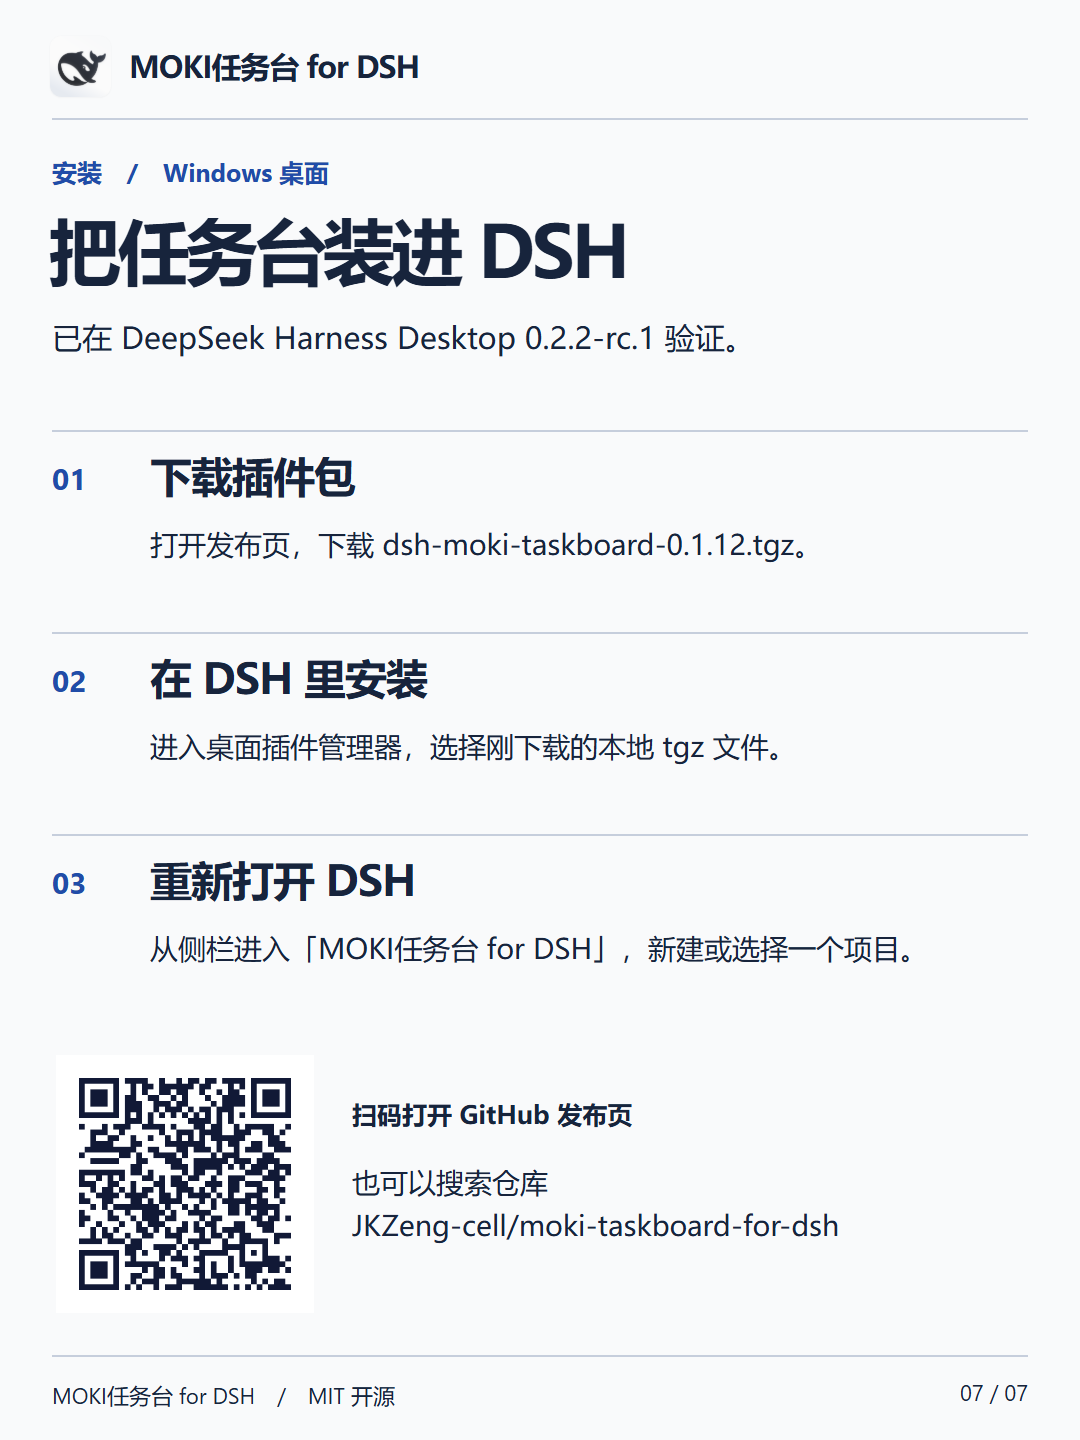 MOKI任务台 for DSH
安装 / Windows 桌面
把任务台装进 DSH
已在 DeepSeek Harness Desktop 0.2.2-rc.1 验证。
01 下载插件包
打开发布页，下载 dsh-moki-taskboard-0.1.12.tgz。
02 在 DSH 里安装
进入桌面插件管理器，选择刚下载的本地 tgz 文件。
03 重新打开 DSH
从侧栏进入「MOKI任务台 for DSH」，新建或选择一个项目。
扫码打开 GitHub 发布页
也可以搜索仓库
JKZeng-cell/moki-taskboard-for-dsh
MOKI任务台 for DSH / MIT 开源
07 / 07